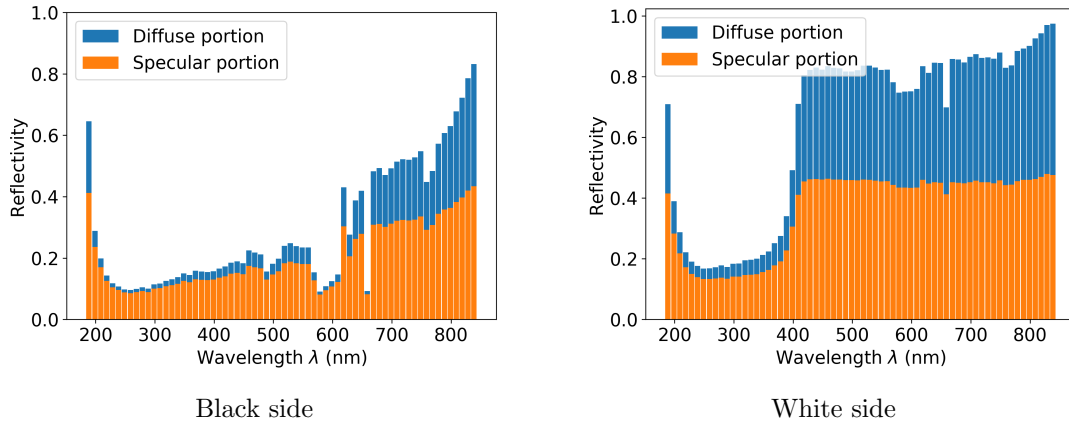 1.0
0.8
0.6
0.4
0.2
0.0
Reflectivity
Diffuse portion
Specular portion
200 300 400 500 600 700 800
Wavelength λ (nm)
Black side
1.0
0.8
0.6
0.4
0.2
0.0
Reflectivity
Diffuse portion
Specular portion
200 300 400 500 600 700 800
Wavelength λ (nm)
White side